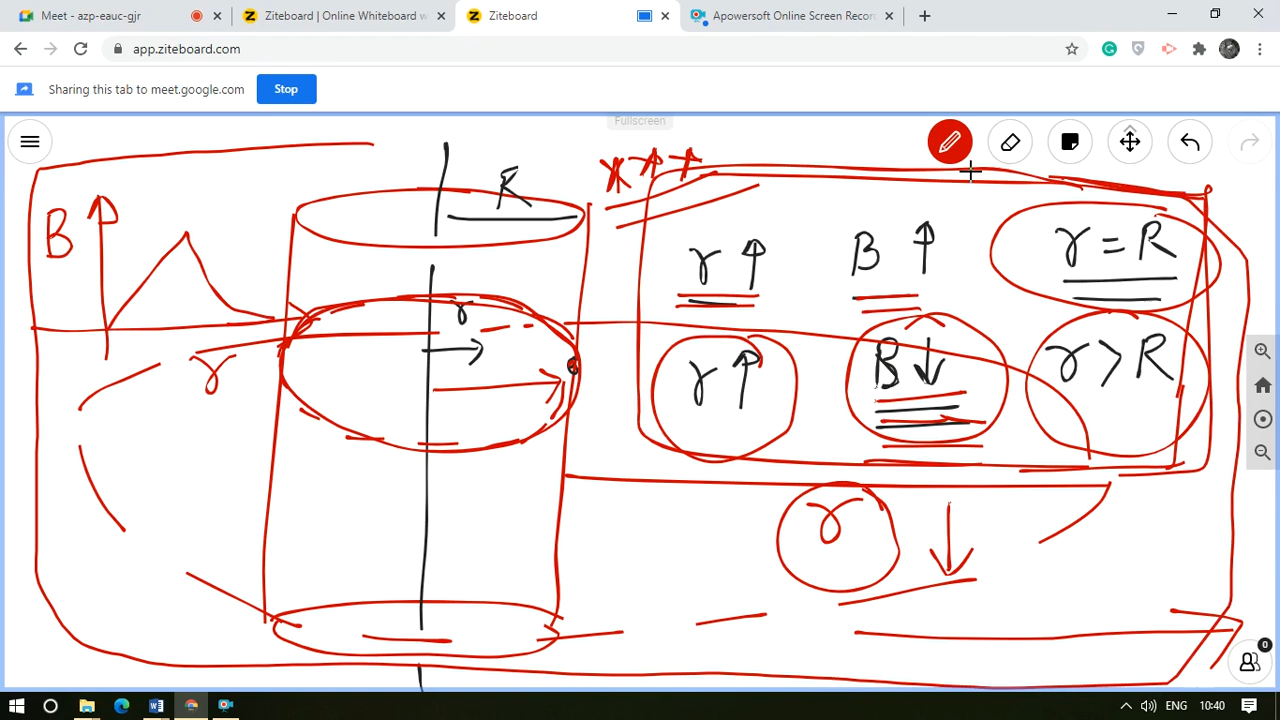 Meet - azp-eauc-gjr
Ziteboard | Online Whiteboard w
Ziteboard
Apowersoft Online Screen Recor
app.ziteboard.com
Sharing this tab to meet.google.com
Stop
Fullscreen
R
***
B
r ↑ B ↑ r = R
r
r ↑ B ↓ r > R
r
r ↓
0
ENG
10:40